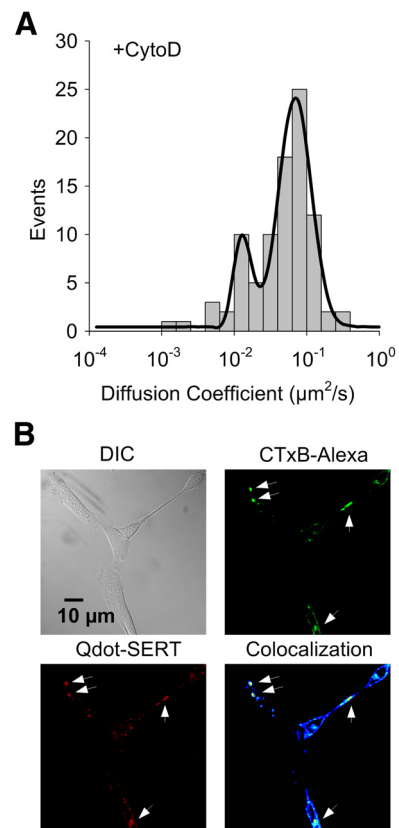 A
+CytoD
30
25
20
15
10
5
0
Events
10⁻⁴ 10⁻³ 10⁻² 10⁻¹ 10⁰
Diffusion Coefficient (µm²/s)
B
DIC CTxB-Alexa
10 µm
Qdot-SERT Colocalization